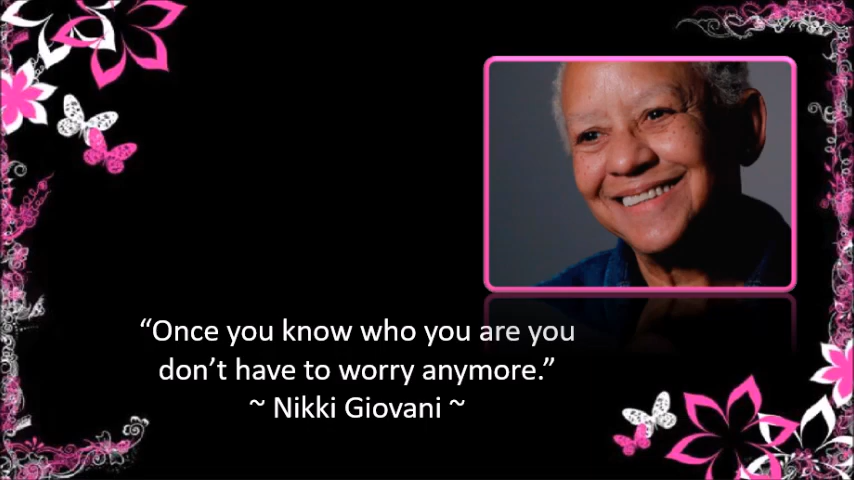 “Once you know who you are you
don’t have to worry anymore.”
~ Nikki Giovani ~